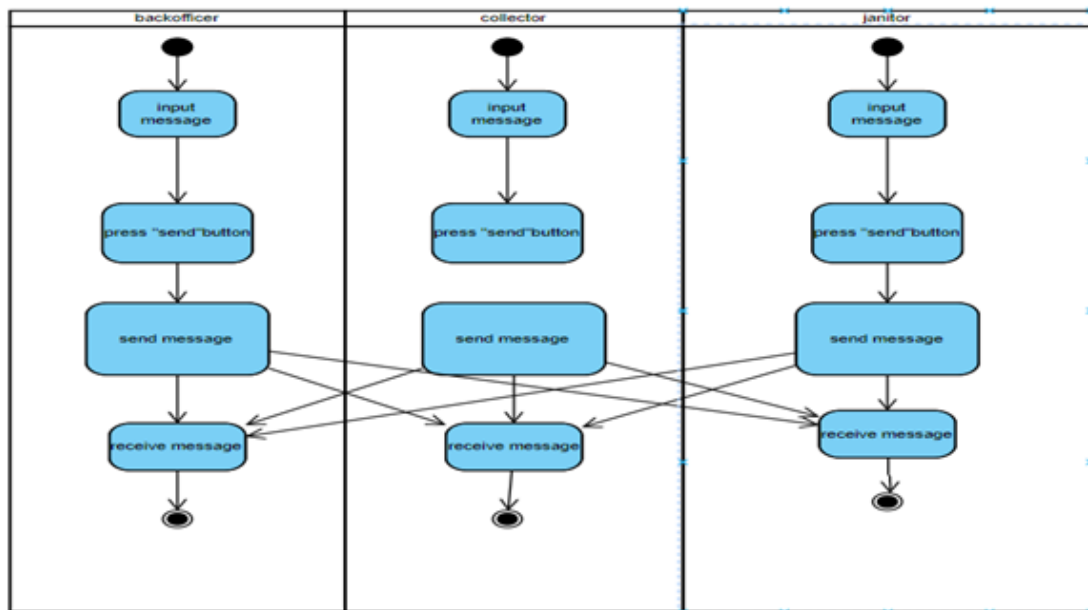 backofficer
collector
janitor
input
message
input
message
input
message
press "send"button
press "send"button
press "send"button
send message
send message
send message
receive message
receive message
receive message